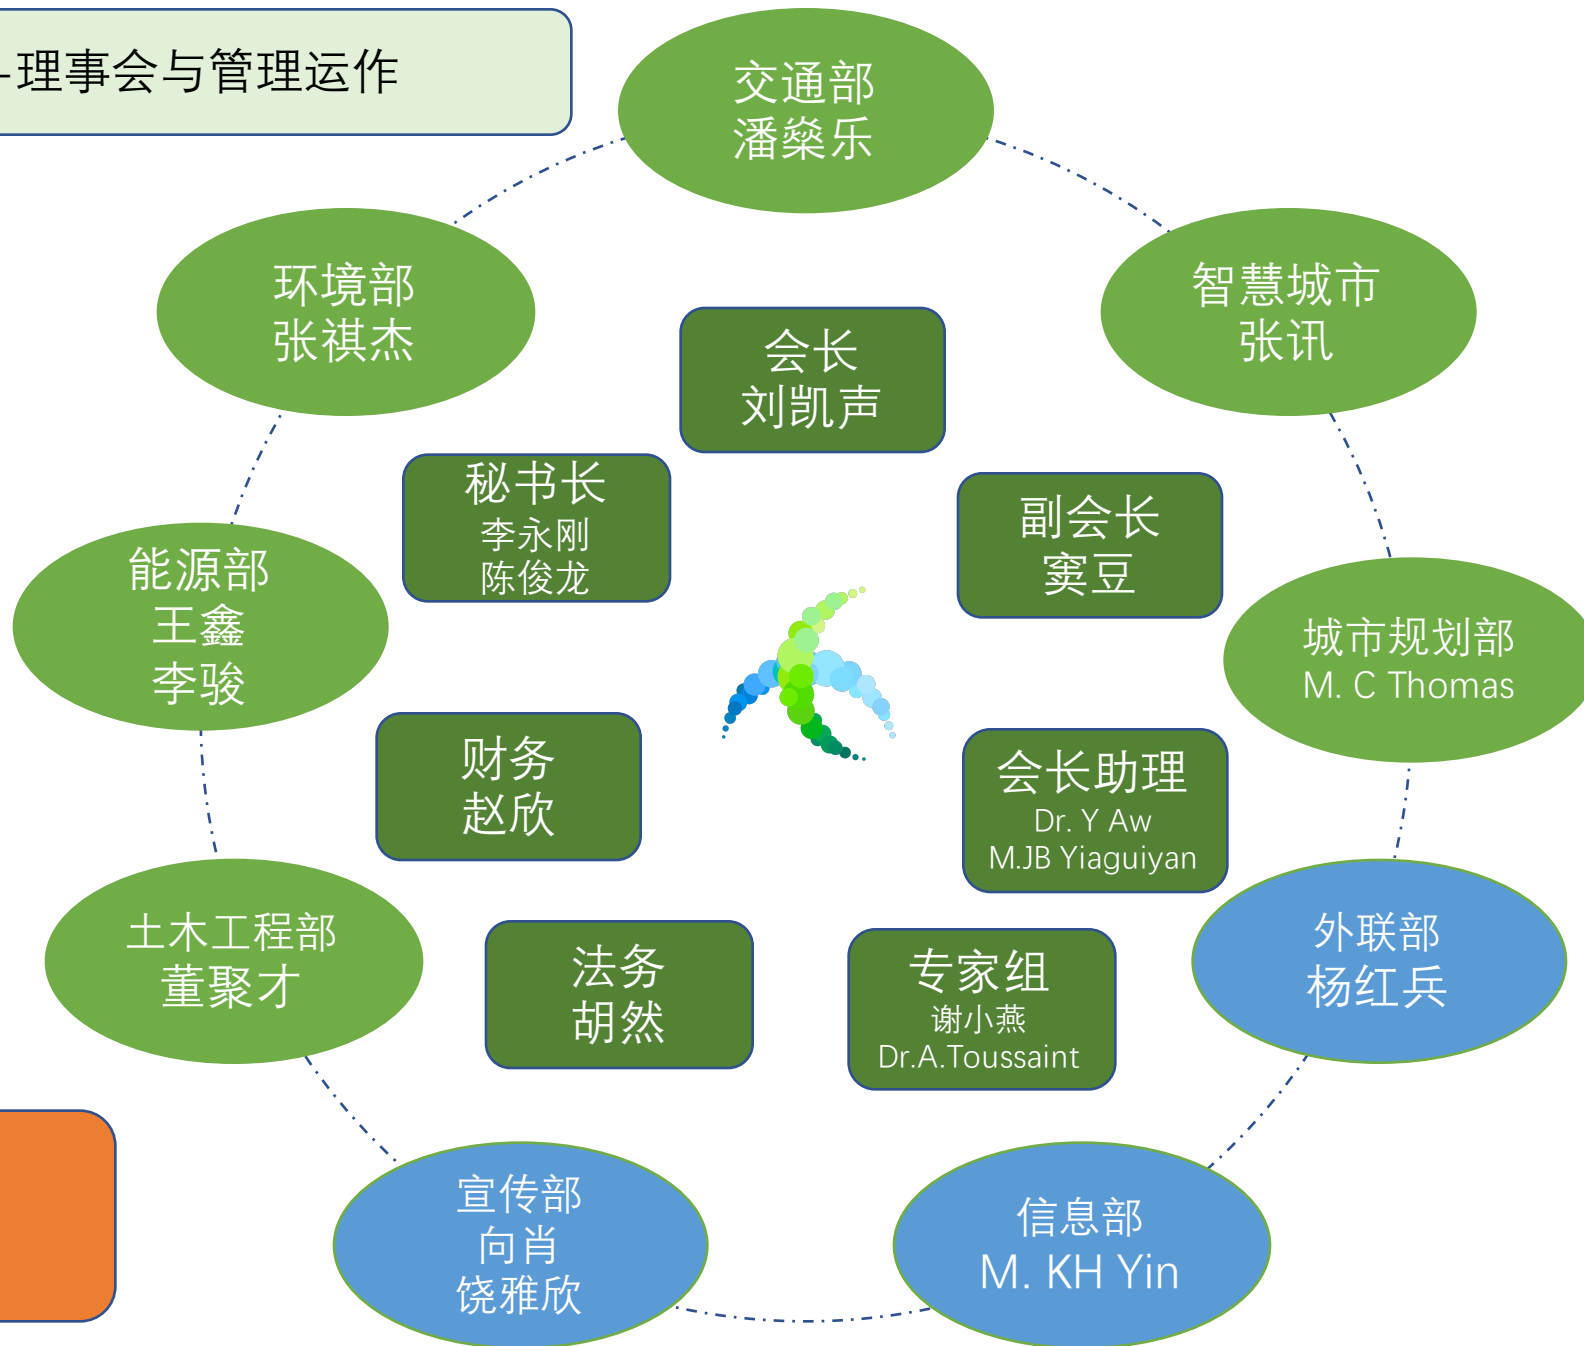 -理事会与管理运作
交通部
潘燊乐
环境部
张祺杰
智慧城市
张讯
会长
刘凯声
秘书长
李永刚
陈俊龙
副会长
窦豆
能源部
王鑫
李骏
城市规划部
M. C Thomas
财务
赵欣
会长助理
Dr. Y Aw
M.JB Yiaguiyan
土木工程部
董聚才
法务
胡然
专家组
谢小燕
Dr.A.Toussaint
外联部
杨红兵
宣传部
向肖
饶雅欣
信息部
M. KH Yin